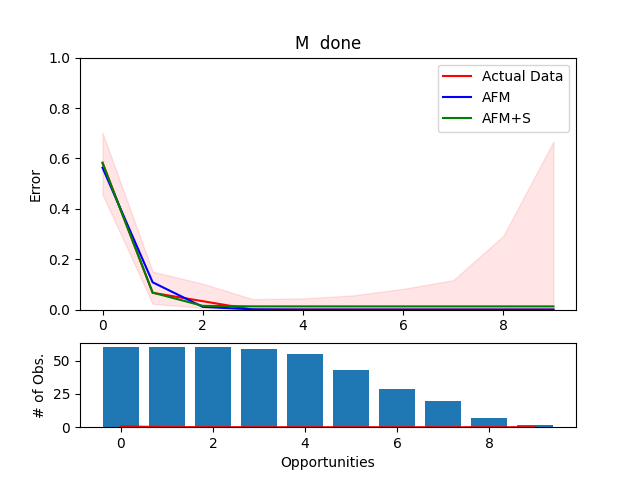 M  done
1.0
0.8
0.6
0.4
0.2
0.0
Error
Actual Data
AFM
AFM+S
0 2 4 6 8
50
25
0
# of Obs.
0 2 4 6 8
Opportunities